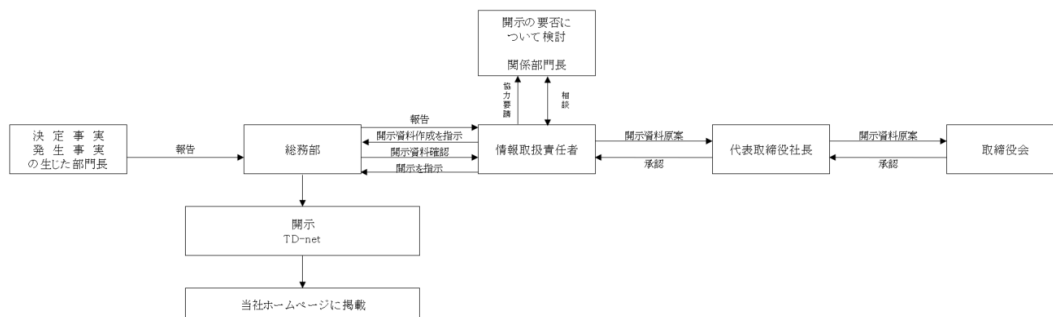 開示の要否に
ついて検討
関係部門長
協力要請
相談
決定事実
発生事実
の生じた部門長
報告
総務部
報告
開示資料作成を指示
開示資料確認
開示を指示
情報取扱責任者
開示資料原案
承認
代表取締役社長
開示資料原案
承認
取締役会
開示
TD-net
当社ホームページに掲載